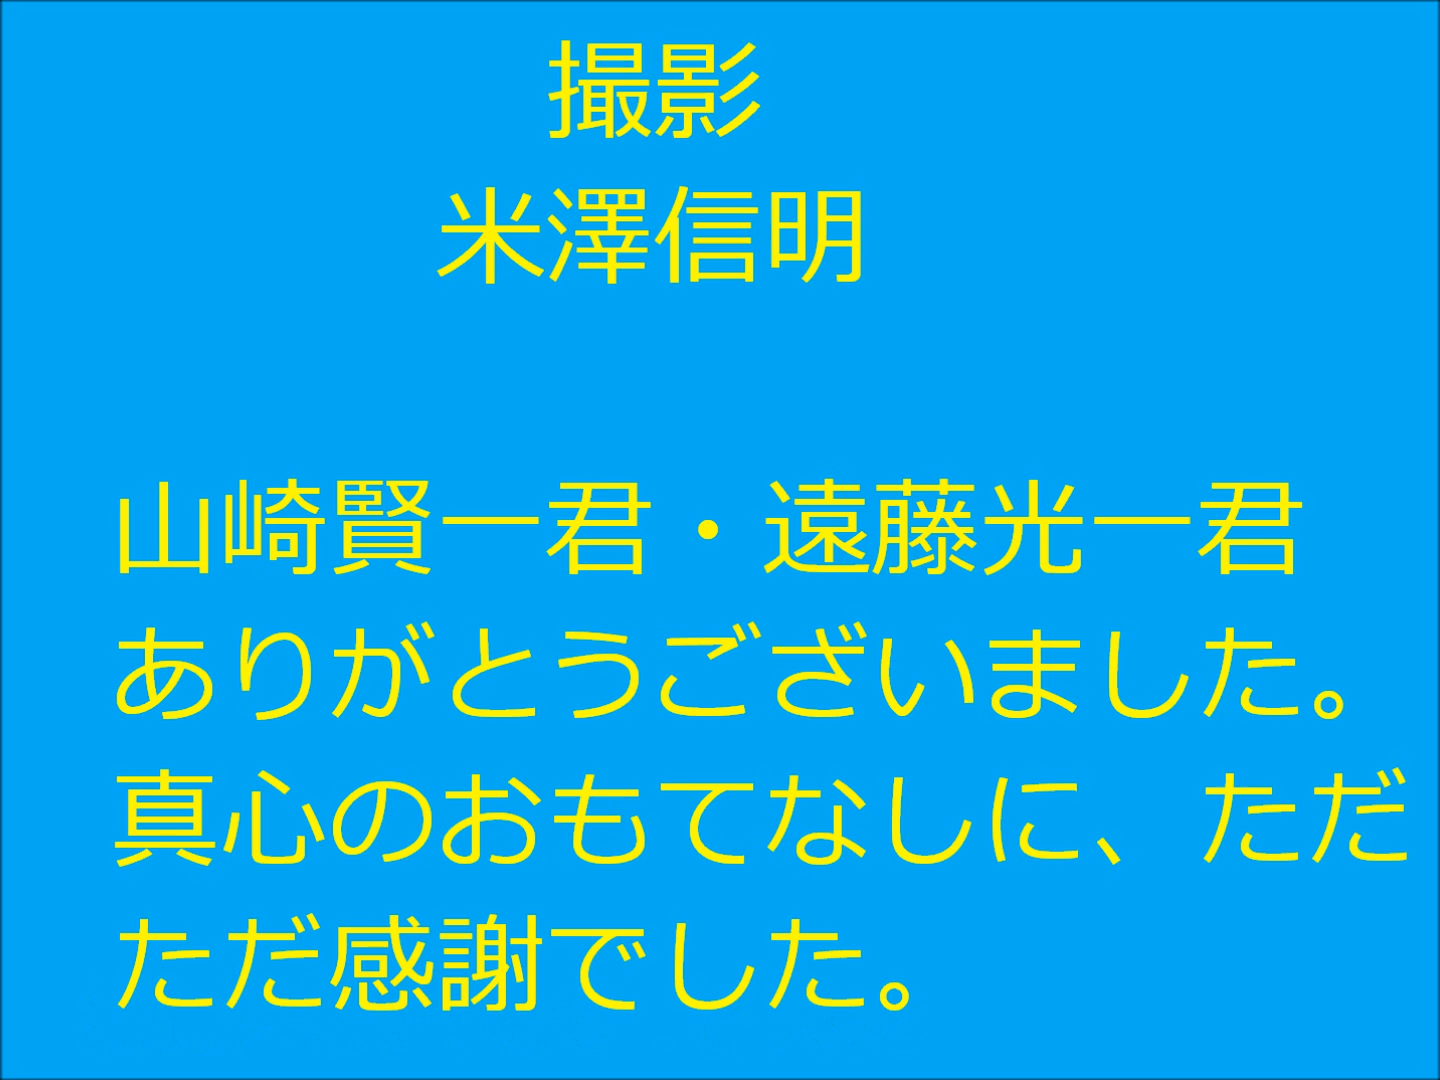 撮影
米澤信明
山崎賢一君・遠藤光一君
ありがとうございました。
真心のおもてなしに、ただ
ただ感謝でした。